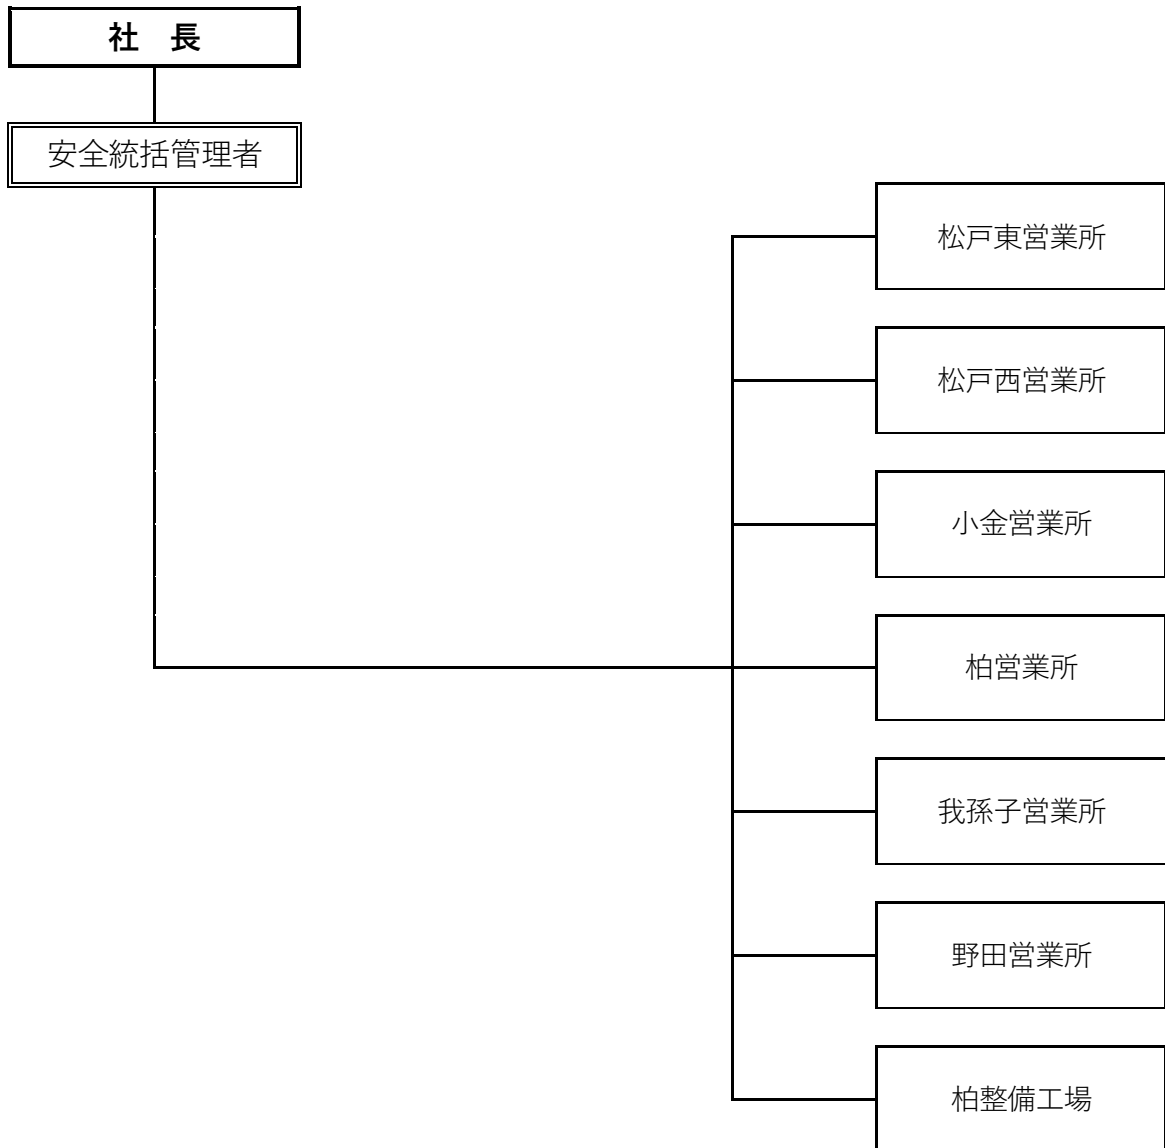 社　長
安全統括管理者
松戸東営業所
松戸西営業所
小金営業所
柏営業所
我孫子営業所
野田営業所
柏整備工場